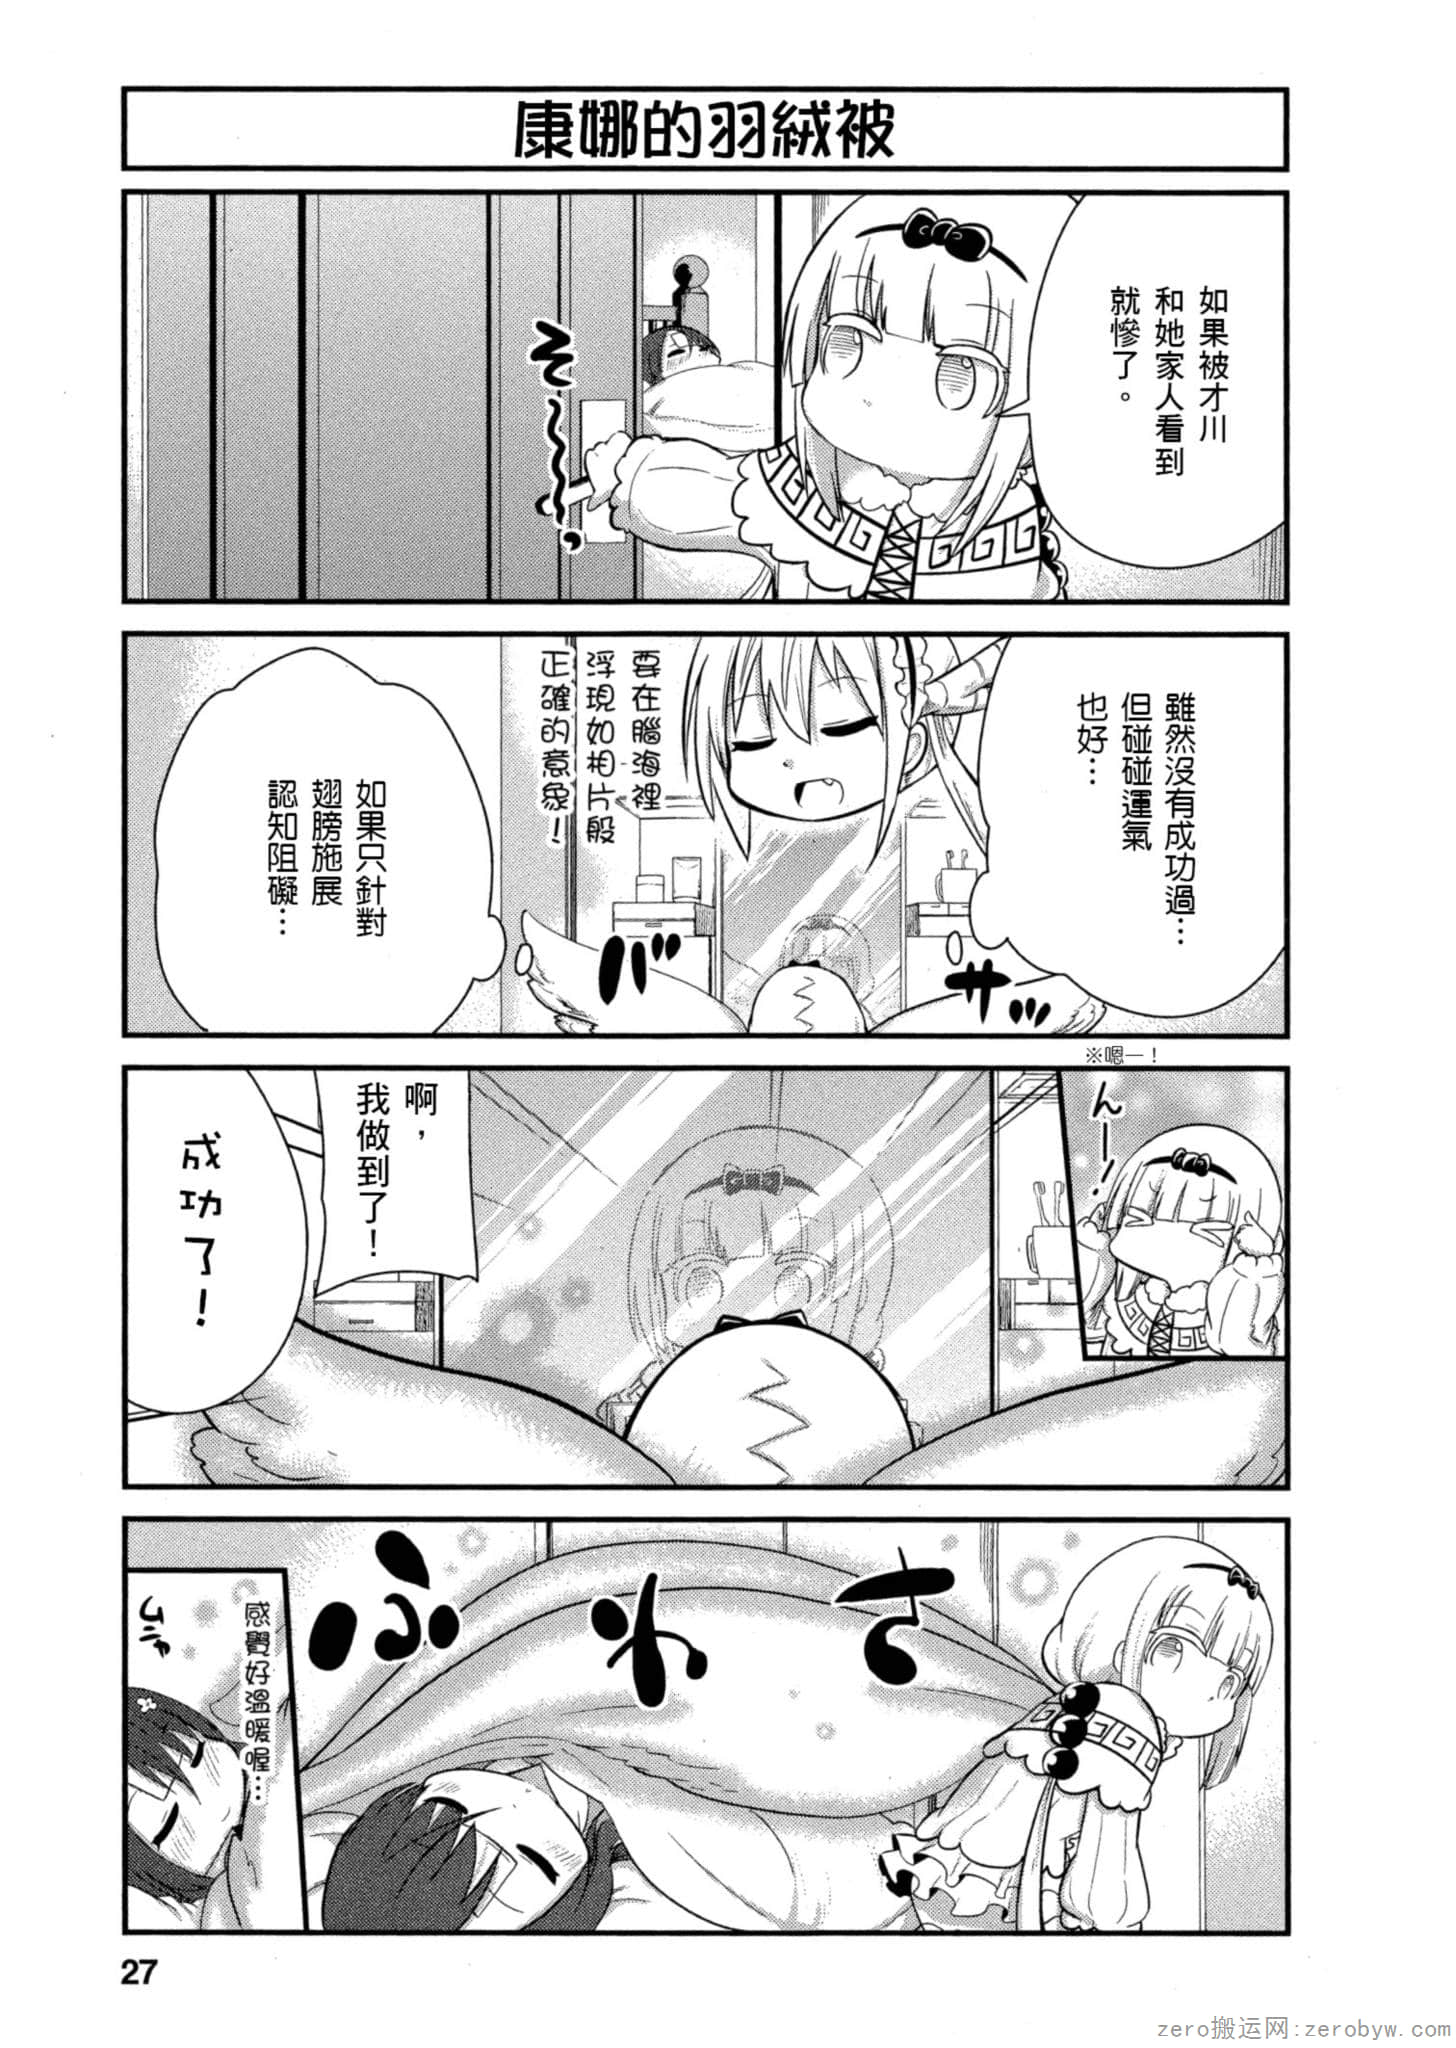 康娜的羽絨被
如果被才川
和她家人看到
就慘了。
そ～～,
雖然沒有成功過…
但碰碰運氣
也好…
要在腦海裡
浮現如相片般
正確的意象！
バッ
サッ
如果只針對
翅膀施展
認知阻礙…
※嗯－！
んー！
啊，
我做到了！
成功了！
ふわさ
感覺好溫暖喔…
ムニャ
27
zero搬运网:zerobyw.com